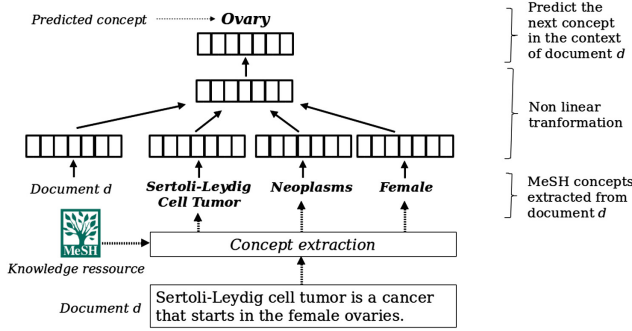 Predicted concept
Ovary
Predict the
next concept
in the context
of document d
Non linear
tranformation
Document d
Sertoli-Leydig
Cell Tumor
Neoplasms
Female
MeSH concepts
extracted from
document d
MeSH
Knowledge ressource
Concept extraction
Document d
Sertoli-Leydig cell tumor is a cancer
that starts in the female ovaries.